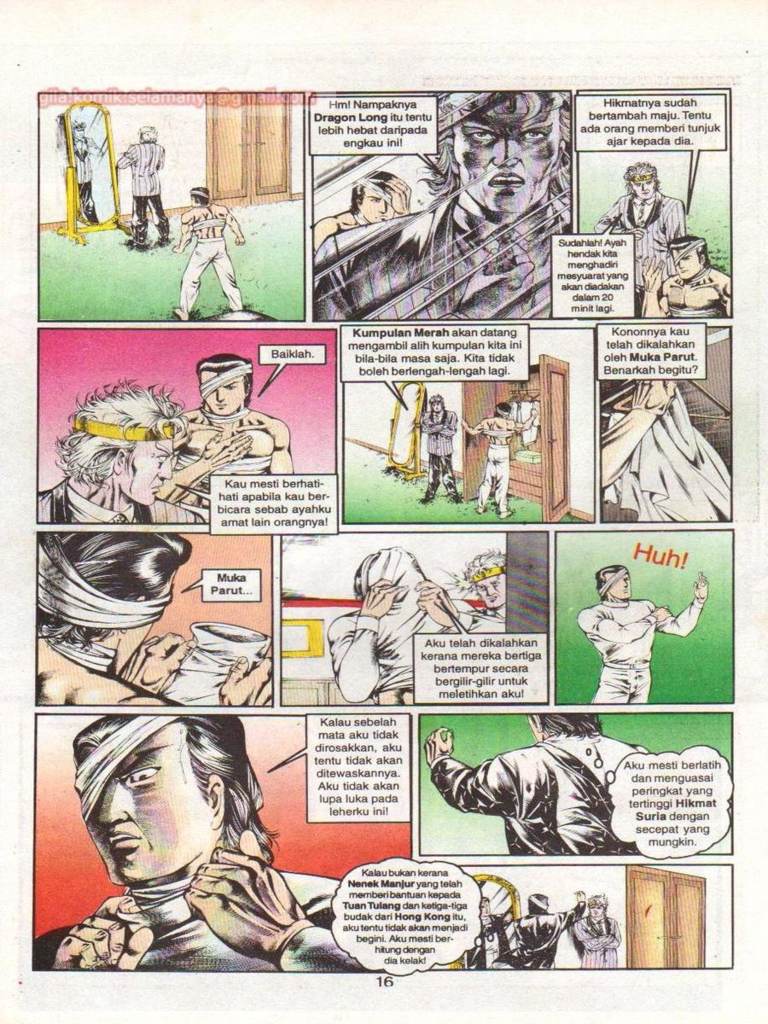 gila.komik.selamanya@gmail.com
Hm! Nampaknya
Dragon Long itu tentu
lebih hebat daripada
engkau ini!
Hikmatnya sudah
bertambah maju. Tentu
ada orang memberi tunjuk
ajar kepada dia.
Sudahlah! Ayah
hendak kita
menghadiri
mesyuarat yang
akan diadakan
dalam 20
minit lagi.
Baiklah.
Kau mesti berhati-
hati apabila kau ber-
bicara sebab ayahku
amat lain orangnya!
Kumpulan Merah akan datang
mengambil alih kumpulan kita ini
bila-bila masa saja. Kita tidak
boleh berlengah-lengah lagi.
Kononnya kau
telah dikalahkan
oleh Muka Parut.
Benarkah begitu?
Muka
Parut...
Aku telah dikalahkan
kerana mereka bertiga
bertempur secara
bergilir-gilir untuk
meletihkan aku!
Huh!
Kalau sebelah
mata aku tidak
dirosakkan, aku
tentu tidak akan
ditewaskannya.
Aku tidak akan
lupa luka pada
leherku ini!
Aku mesti berlatih
dan menguasai
peringkat yang
tertinggi Hikmat
Suria dengan
secepat yang
mungkin.
Kalau bukan kerana
Nenek Manjur yang telah
memberi bantuan kepada
Tuan Tulang dan ketiga-tiga
budak dari Hong Kong itu,
aku tentu tidak akan menjadi
begini. Aku mesti ber-
hitung dengan
dia kelak!
16